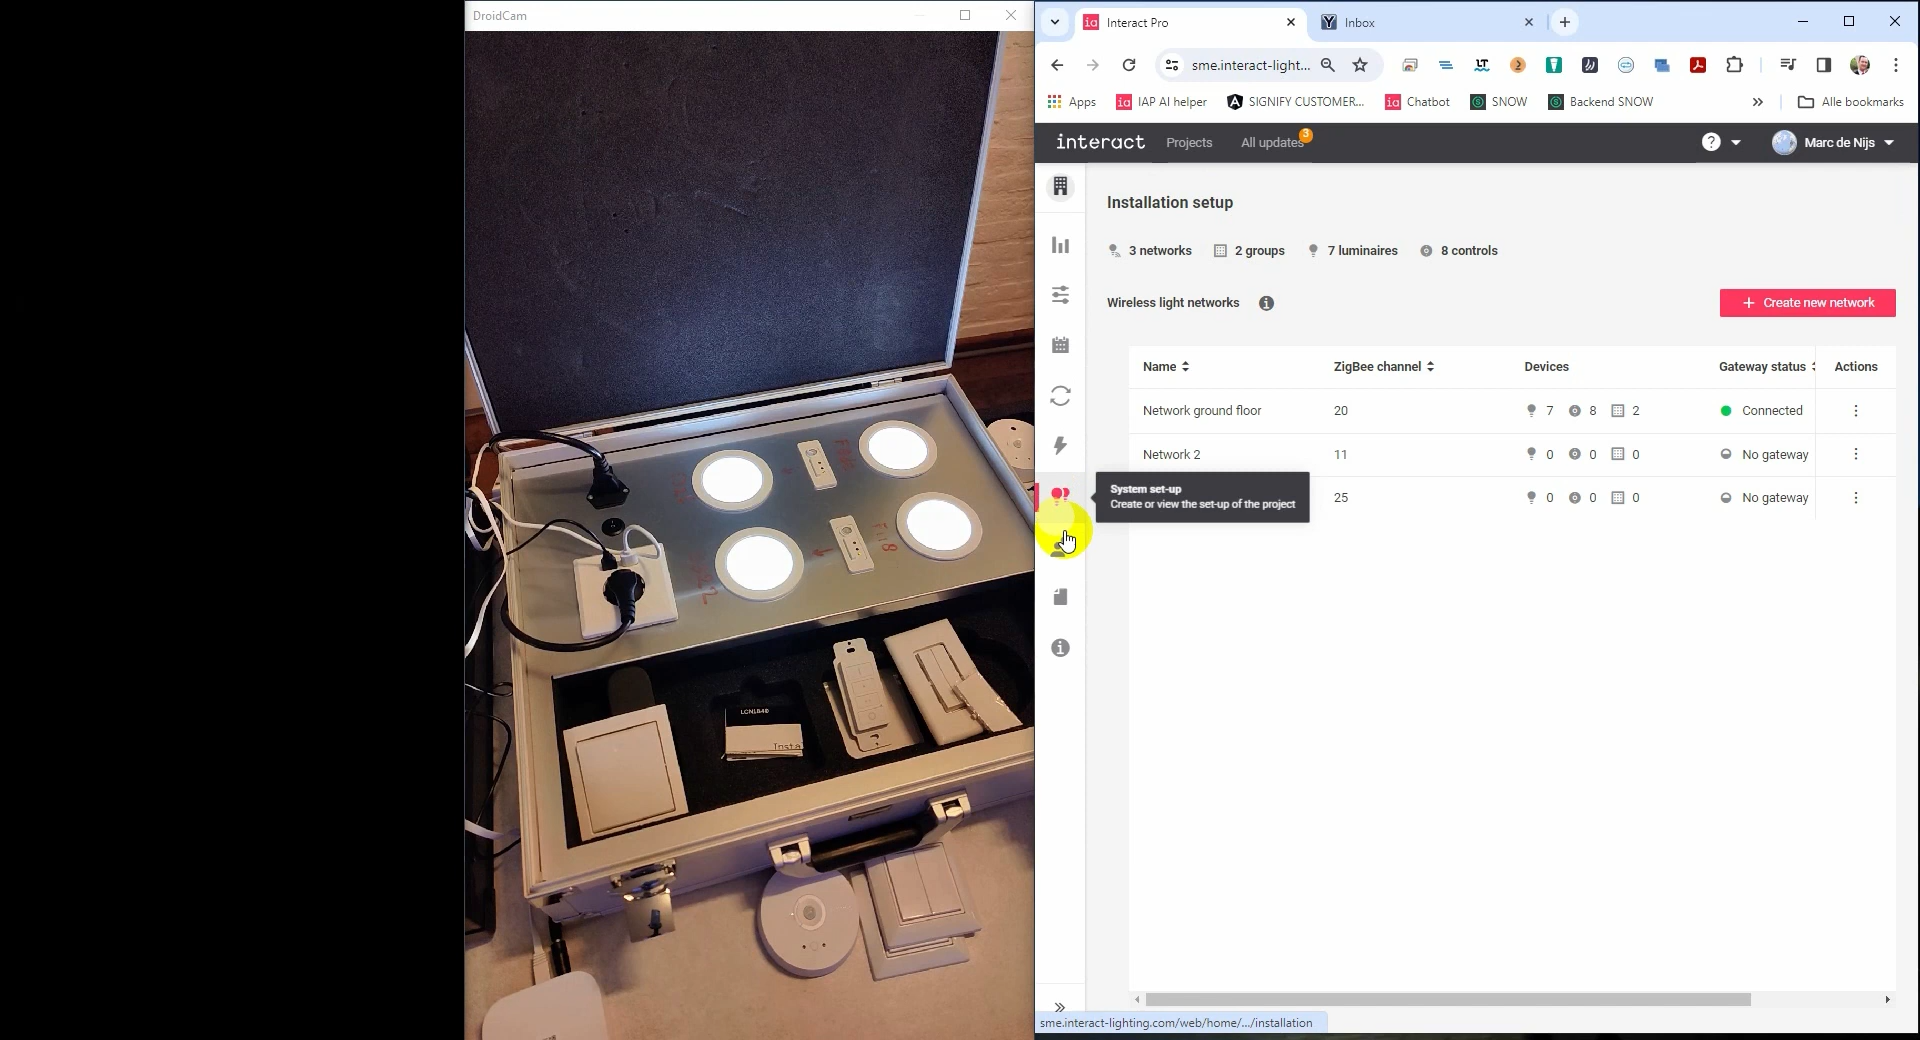 DroidCam
LCN1840
Insta
Interact Pro
Inbox
sme.interact-light...
Apps
IAP AI helper
SIGNIFY CUSTOMER...
Chatbot
SNOW
Backend SNOW
Alle bookmarks
interact
Projects
All updates
3
Marc de Nijs
Installation setup
3 networks
2 groups
7 luminaires
8 controls
Wireless light networks
+ Create new network
Name
ZigBee channel
Devices
Gateway status
Actions
Network ground floor
20
7
8
2
Connected
Network 2
11
0
0
0
No gateway
System set-up
Create or view the set-up of the project
25
0
0
0
No gateway
sme.interact-lighting.com/web/home/.../installation